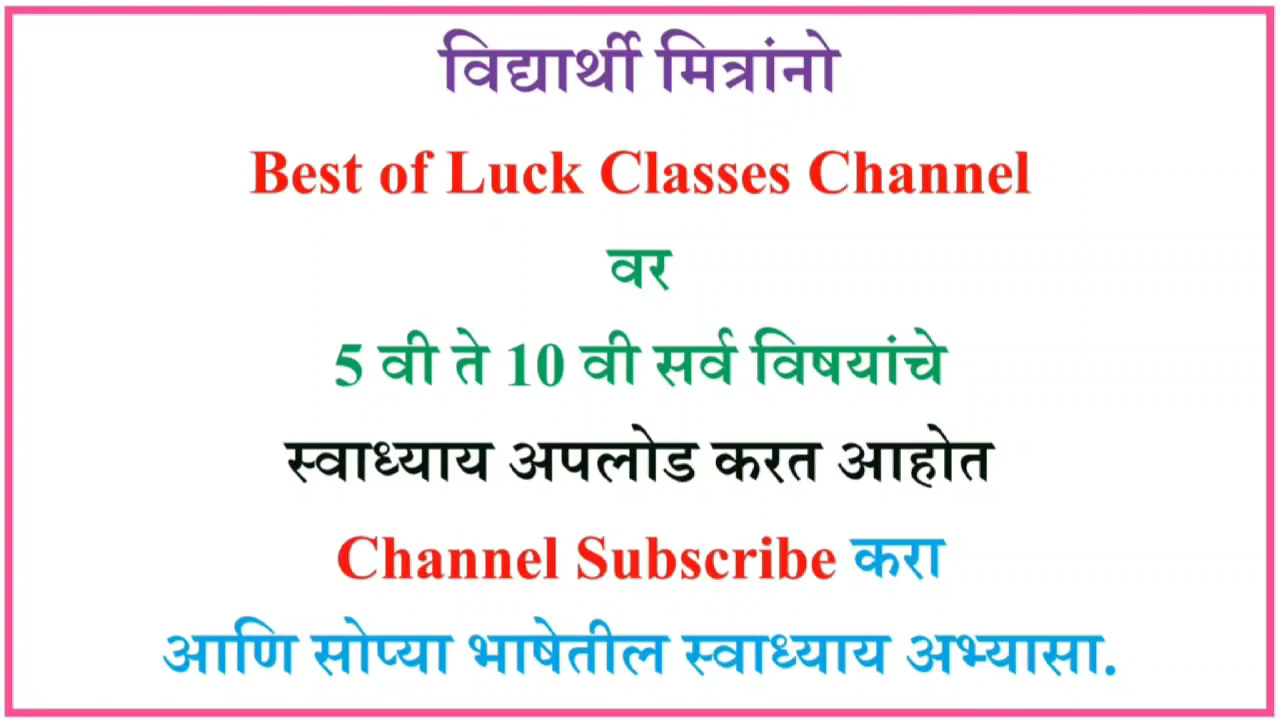 विद्यार्थी मित्रांनो
Best of Luck Classes Channel
वर
5 वी ते 10 वी सर्व विषयांचे
स्वाध्याय अपलोड करत आहोत
Channel Subscribe करा
आणि सोप्या भाषेतील स्वाध्याय अभ्यासा.